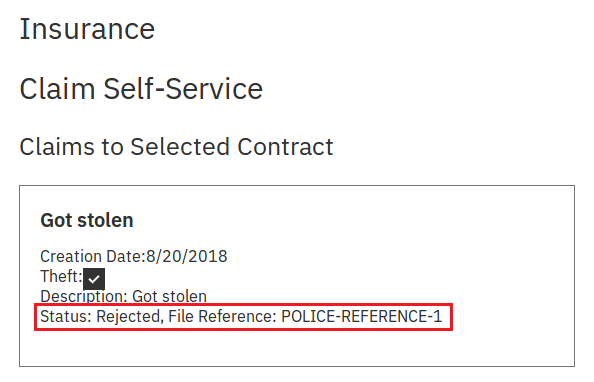 Insurance
Claim Self-Service
Claims to Selected Contract
Got stolen
Creation Date:8/20/2018
Theft:
Description: Got stolen
Status: Rejected, File Reference: POLICE-REFERENCE-1